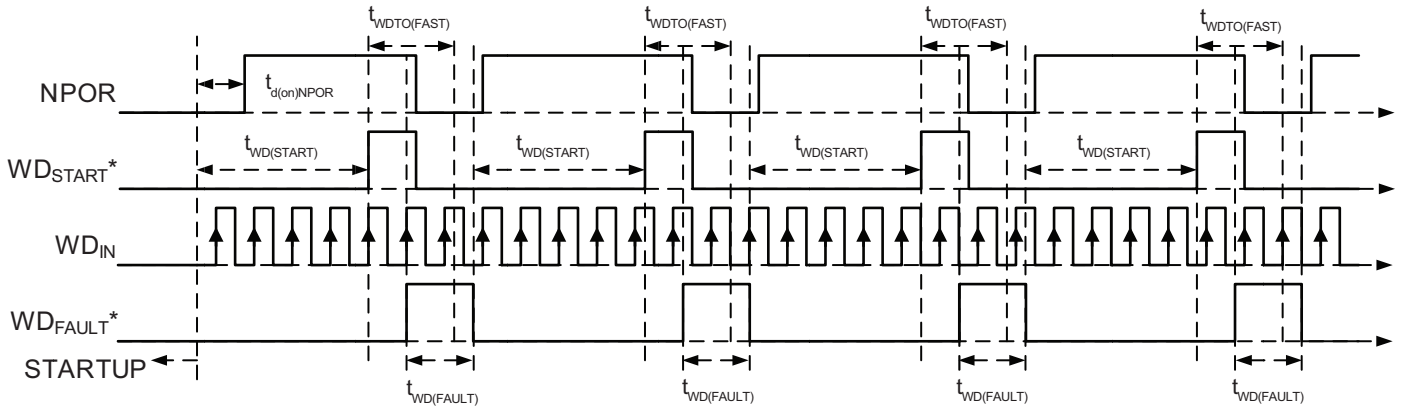 tWDTO(FAST) tWDTO(FAST) tWDTO(FAST) tWDTO(FAST)
NPOR td(on)NPOR
WDSTART* tWD(START) tWD(START) tWD(START) tWD(START)
WDIN
WDFAULT*
STARTUP
tWD(FAULT) tWD(FAULT) tWD(FAULT) tWD(FAULT)